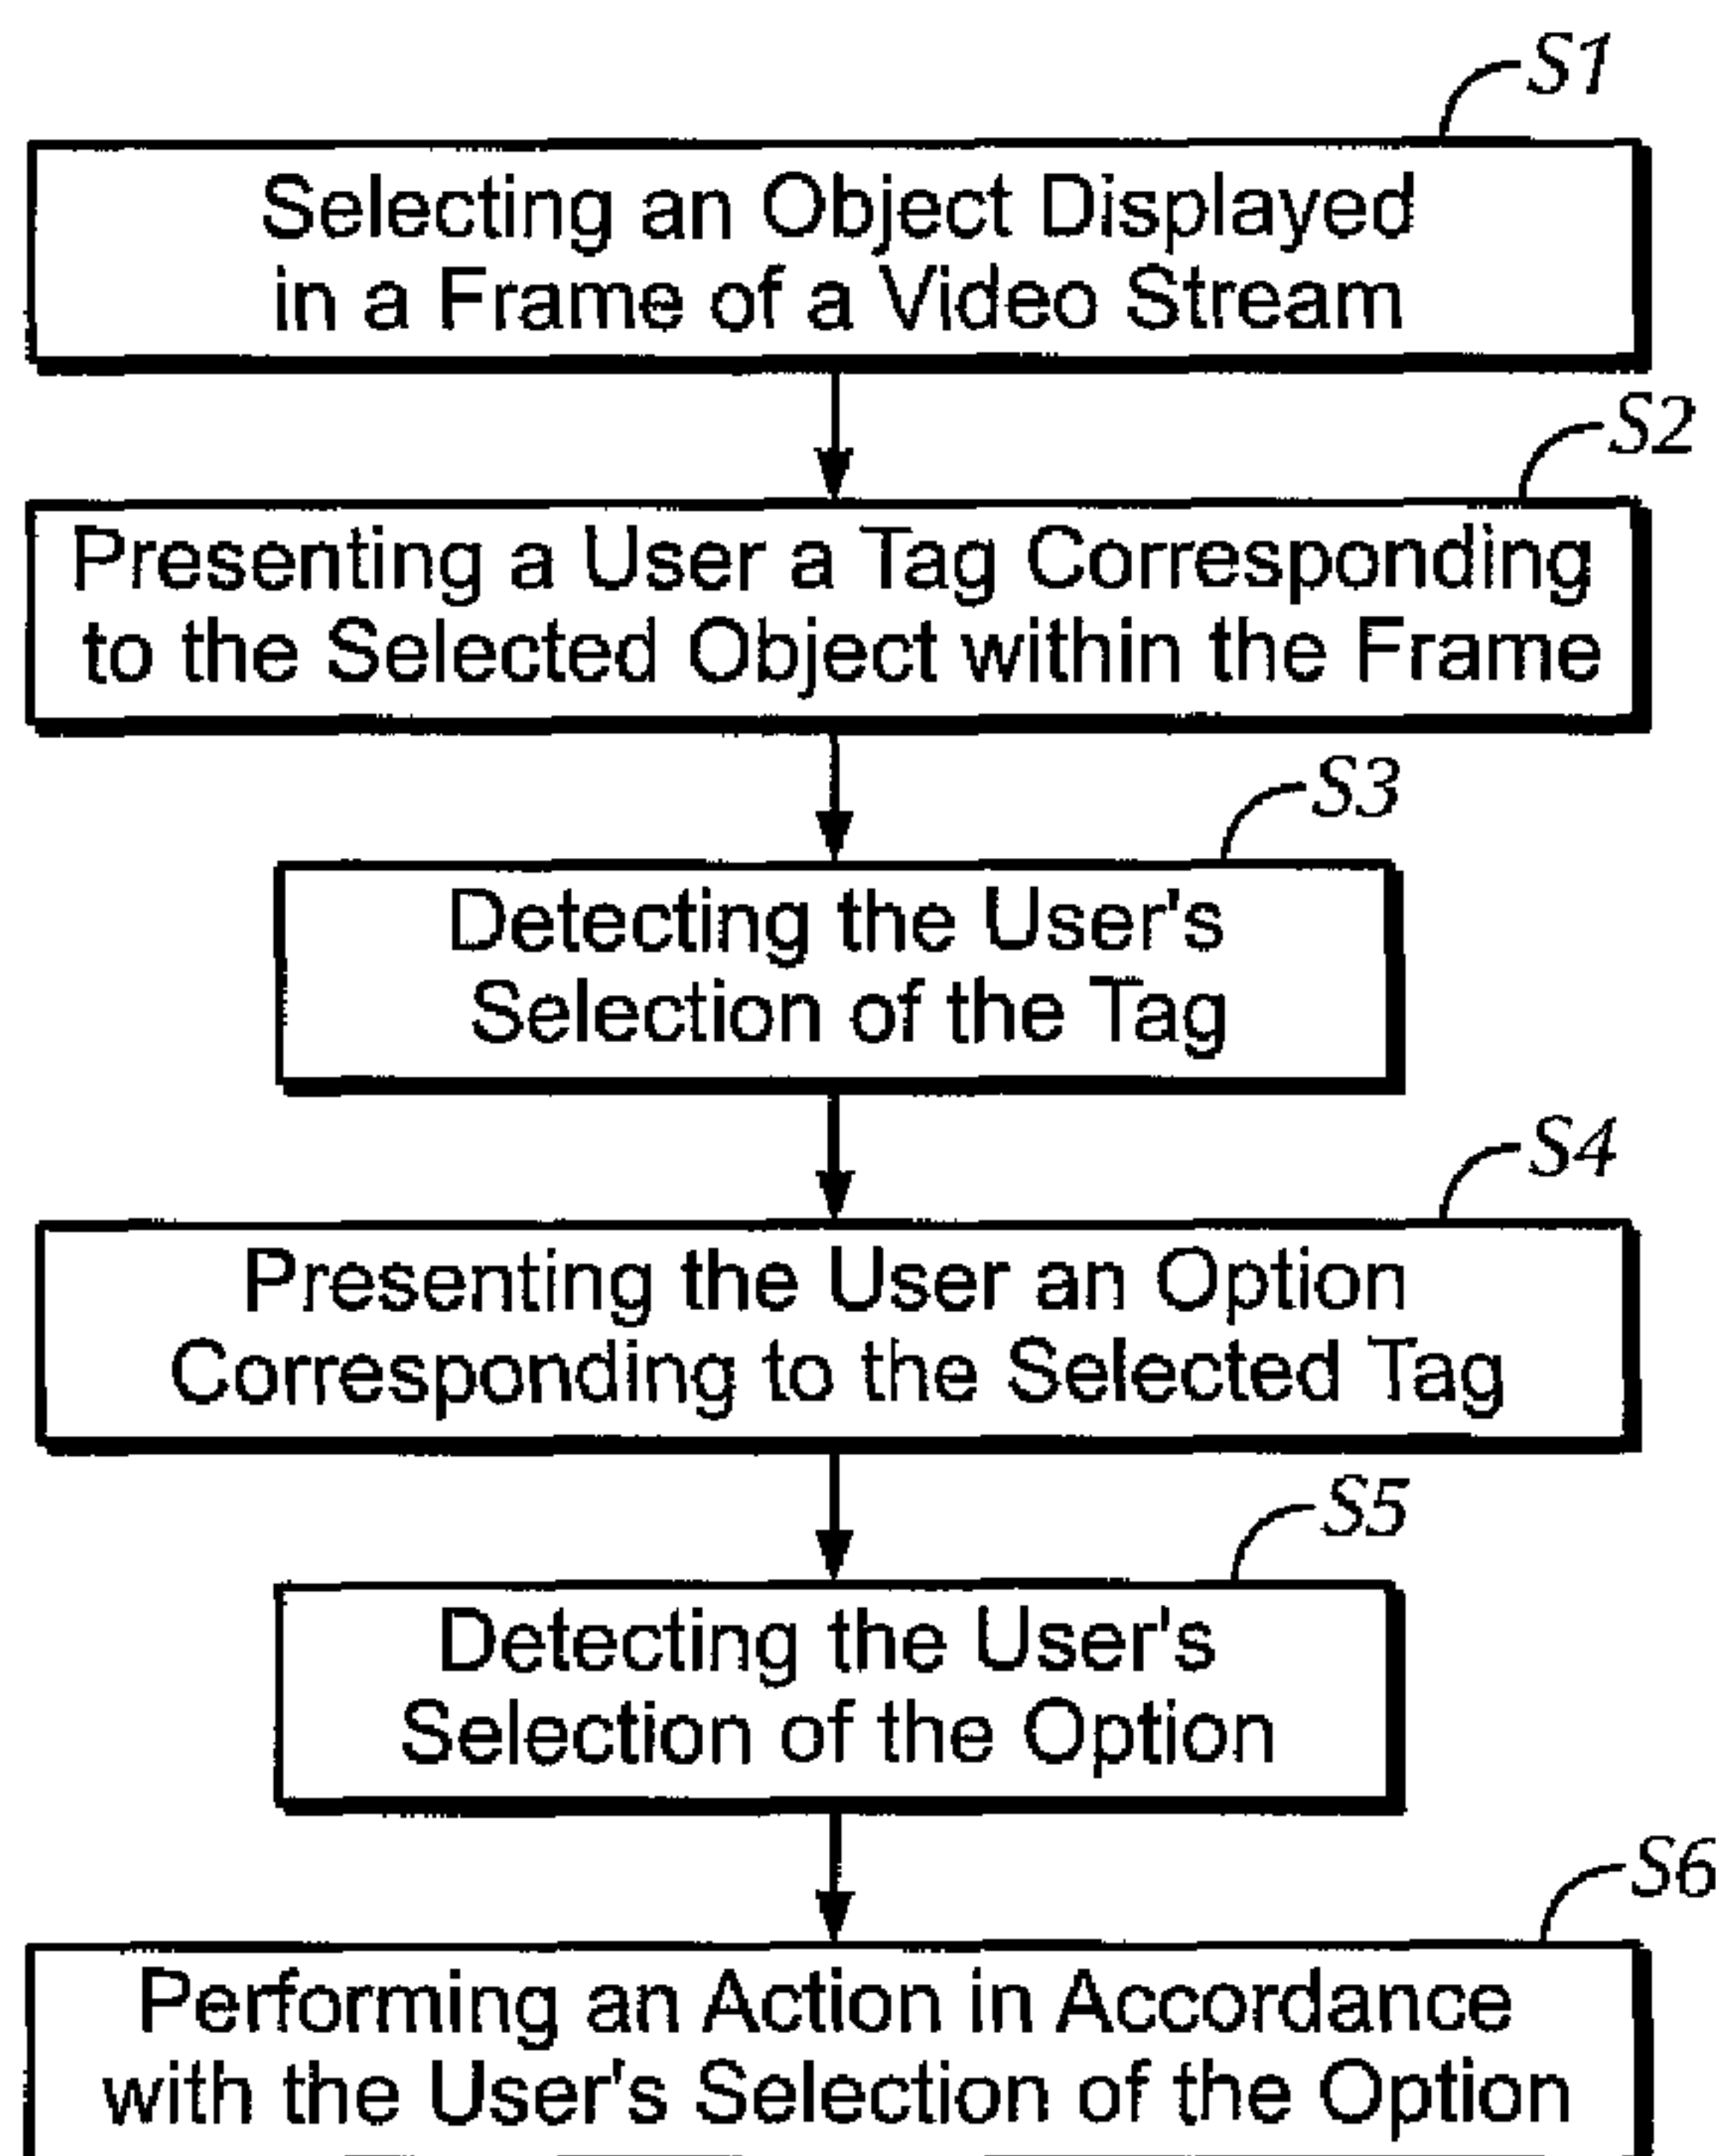 S1
Selecting an Object Displayed
in a Frame of a Video Stream
S2
Presenting a User a Tag Corresponding
to the Selected Object within the Frame
S3
Detecting the User's
Selection of the Tag
S4
Presenting the User an Option
Corresponding to the Selected Tag
S5
Detecting the User's
Selection of the Option
S6
Performing an Action in Accordance
with the User's Selection of the Option